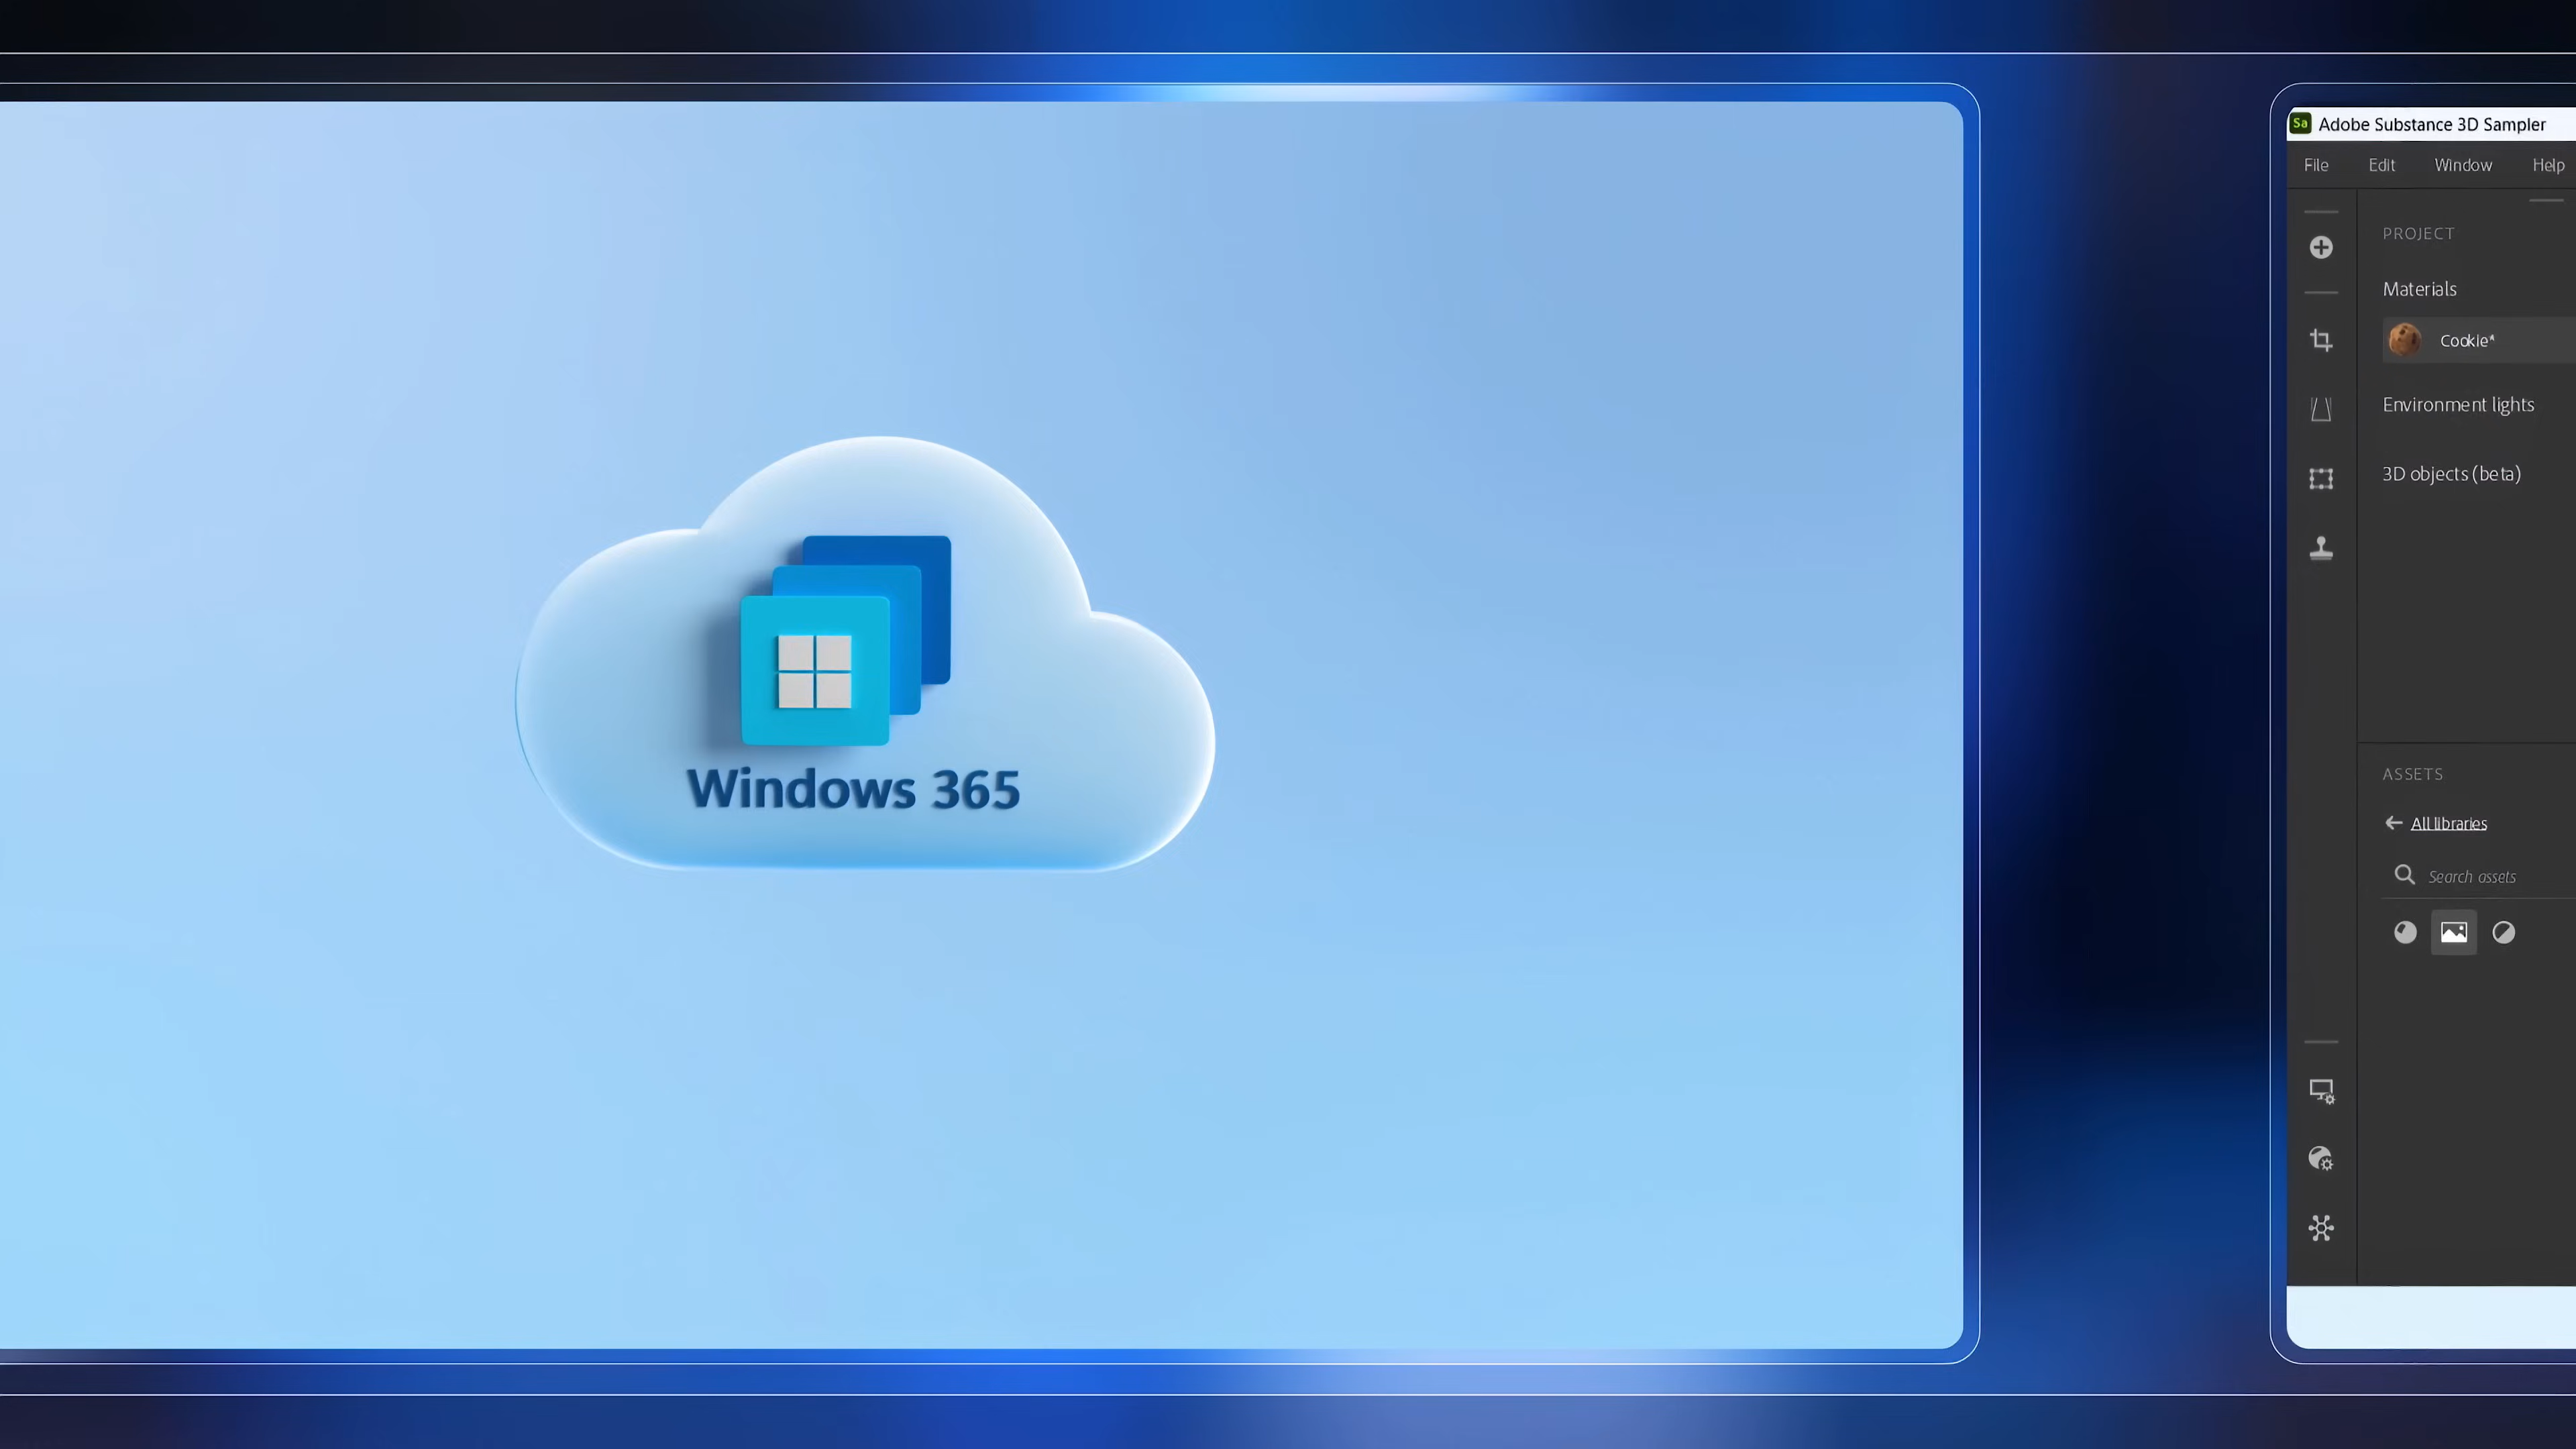 Windows 365
Sa Adobe Substance 3D Sampler
File Edit Window Help
PROJECT
Materials
Cookie*
Environment lights
3D objects (beta)
ASSETS
All libraries
Search assets